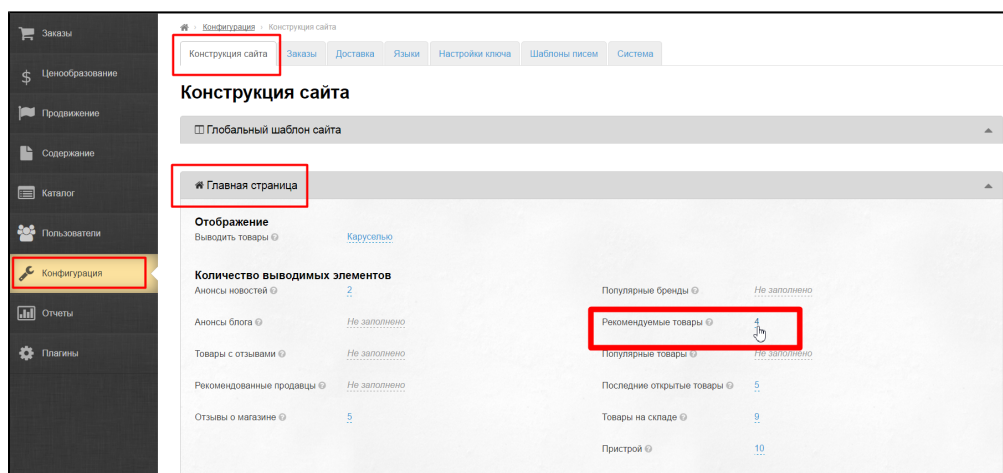 Заказы
Ценообразование
Продвижение
Содержание
Каталог
Пользователи
Конфигурация
Отчеты
Плагины
Конфигурация › Конструкция сайта
Конструкция сайта Заказы Доставка Языки Настройки ключа Шаблоны писем Система
Конструкция сайта
Глобальный шаблон сайта
Главная страница
Отображение
Выводить товары Каруселью
Количество выводимых элементов
Анонсы новостей 2 Популярные бренды Не заполнено
Анонсы блога Не заполнено Рекомендуемые товары 4
Товары с отзывами Не заполнено Популярные товары Не заполнено
Рекомендованные продавцы Не заполнено Последние открытые товары 5
Отзывы о магазине 5 Товары на складе 9
Пристрой 10